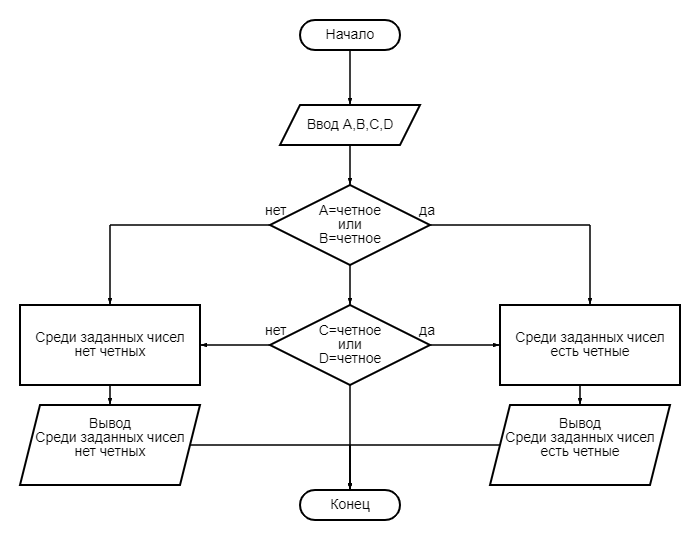 Начало
Ввод A,B,C,D
нет
A=четное
или
B=четное
да
Среди заданных чисел
нет четных
нет
C=четное
или
D=четное
да
Среди заданных чисел
есть четные
Вывод
Среди заданных чисел
нет четных
Вывод
Среди заданных чисел
есть четные
Конец